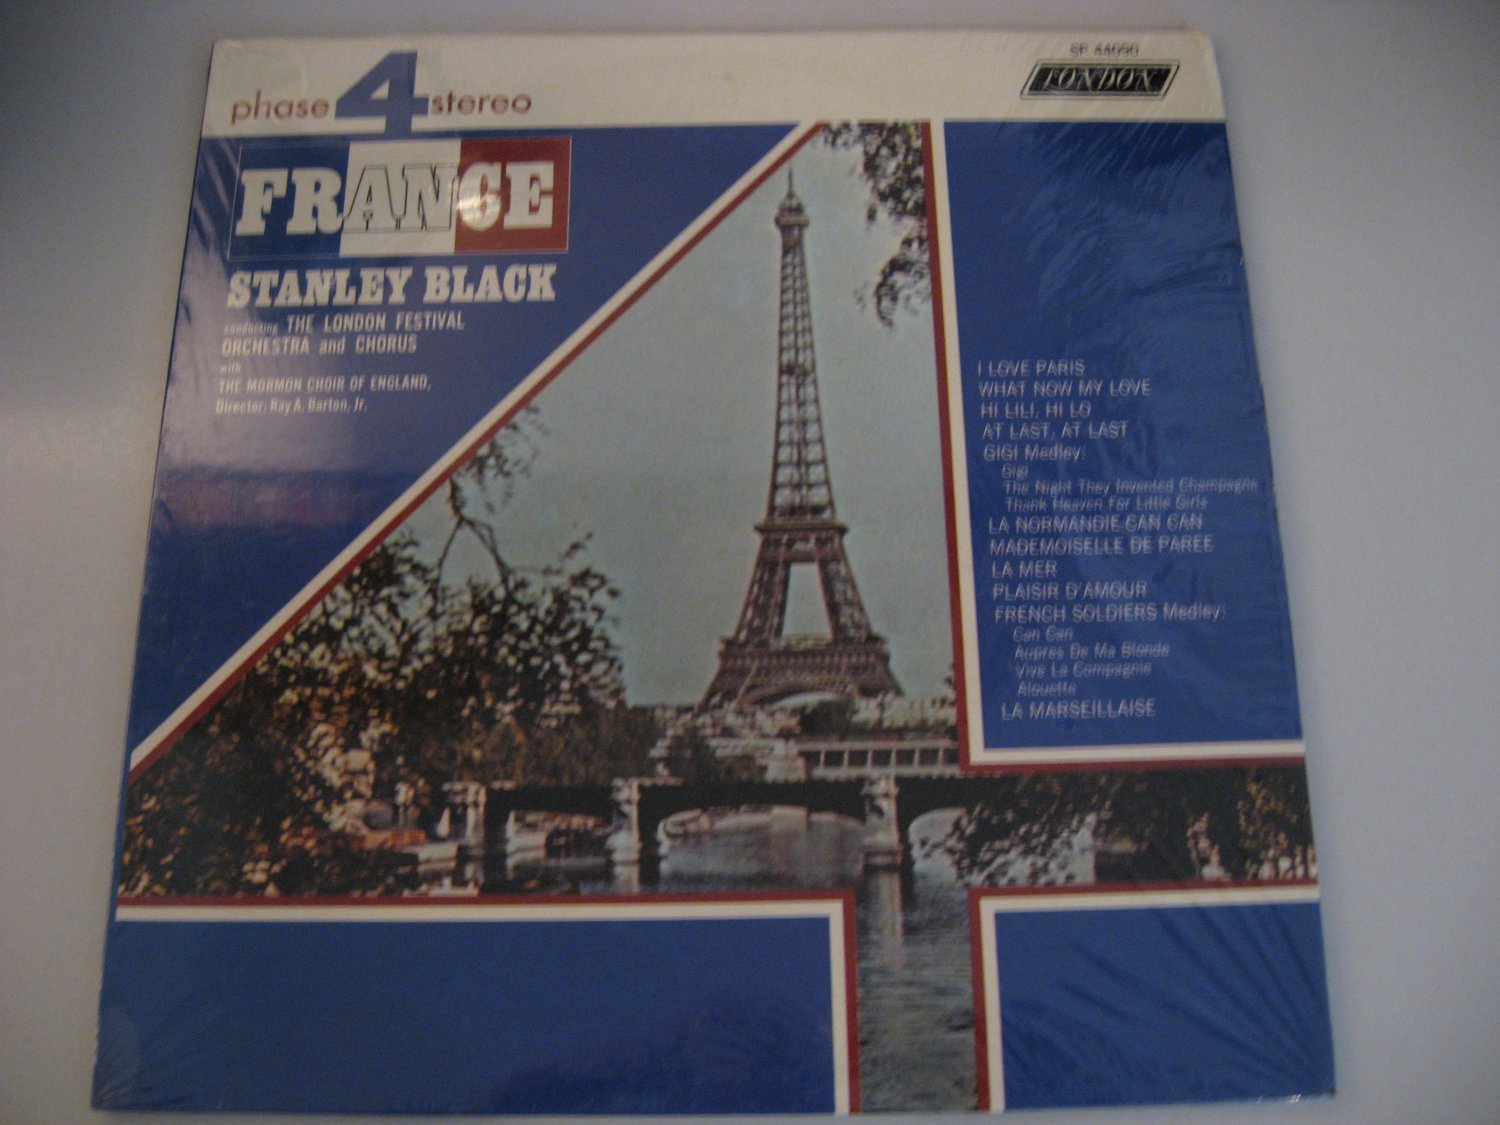 phase 4 stereo
SP 44090
LONDON
FRANCE
STANLEY BLACK
conducting THE LONDON FESTIVAL
ORCHESTRA and CHORUS
with
THE MORMON CHOIR OF ENGLAND,
Director: Ray A. Barton, Jr.
I LOVE PARIS
WHAT NOW MY LOVE
HI LILI, HI LO
AT LAST, AT LAST
GIGI Medley:
Gigi
The Night They Invented Champagne
Thank Heaven For Little Girls
LA NORMANDIE CAN CAN
MADEMOISELLE DE PAREE
LA MER
PLAISIR D'AMOUR
FRENCH SOLDIERS Medley:
Can Can
Aupres De Ma Blonde
Vive La Compagnie
Alouette
LA MARSEILLAISE